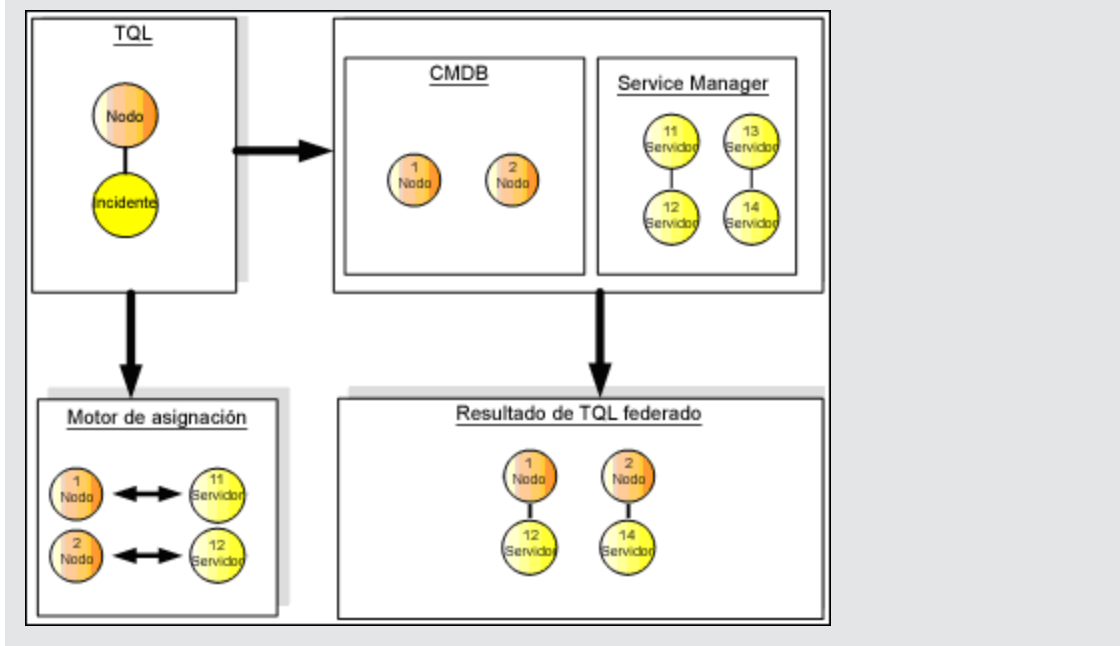 TQL
Nodo
Incidente
CMDB
1
Nodo
2
Nodo
Service Manager
11
Servidor
13
Servidor
12
Servidor
14
Servidor
Motor de asignación
1
Nodo
11
Servidor
2
Nodo
12
Servidor
Resultado de TQL federado
1
Nodo
2
Nodo
12
Servidor
14
Servidor